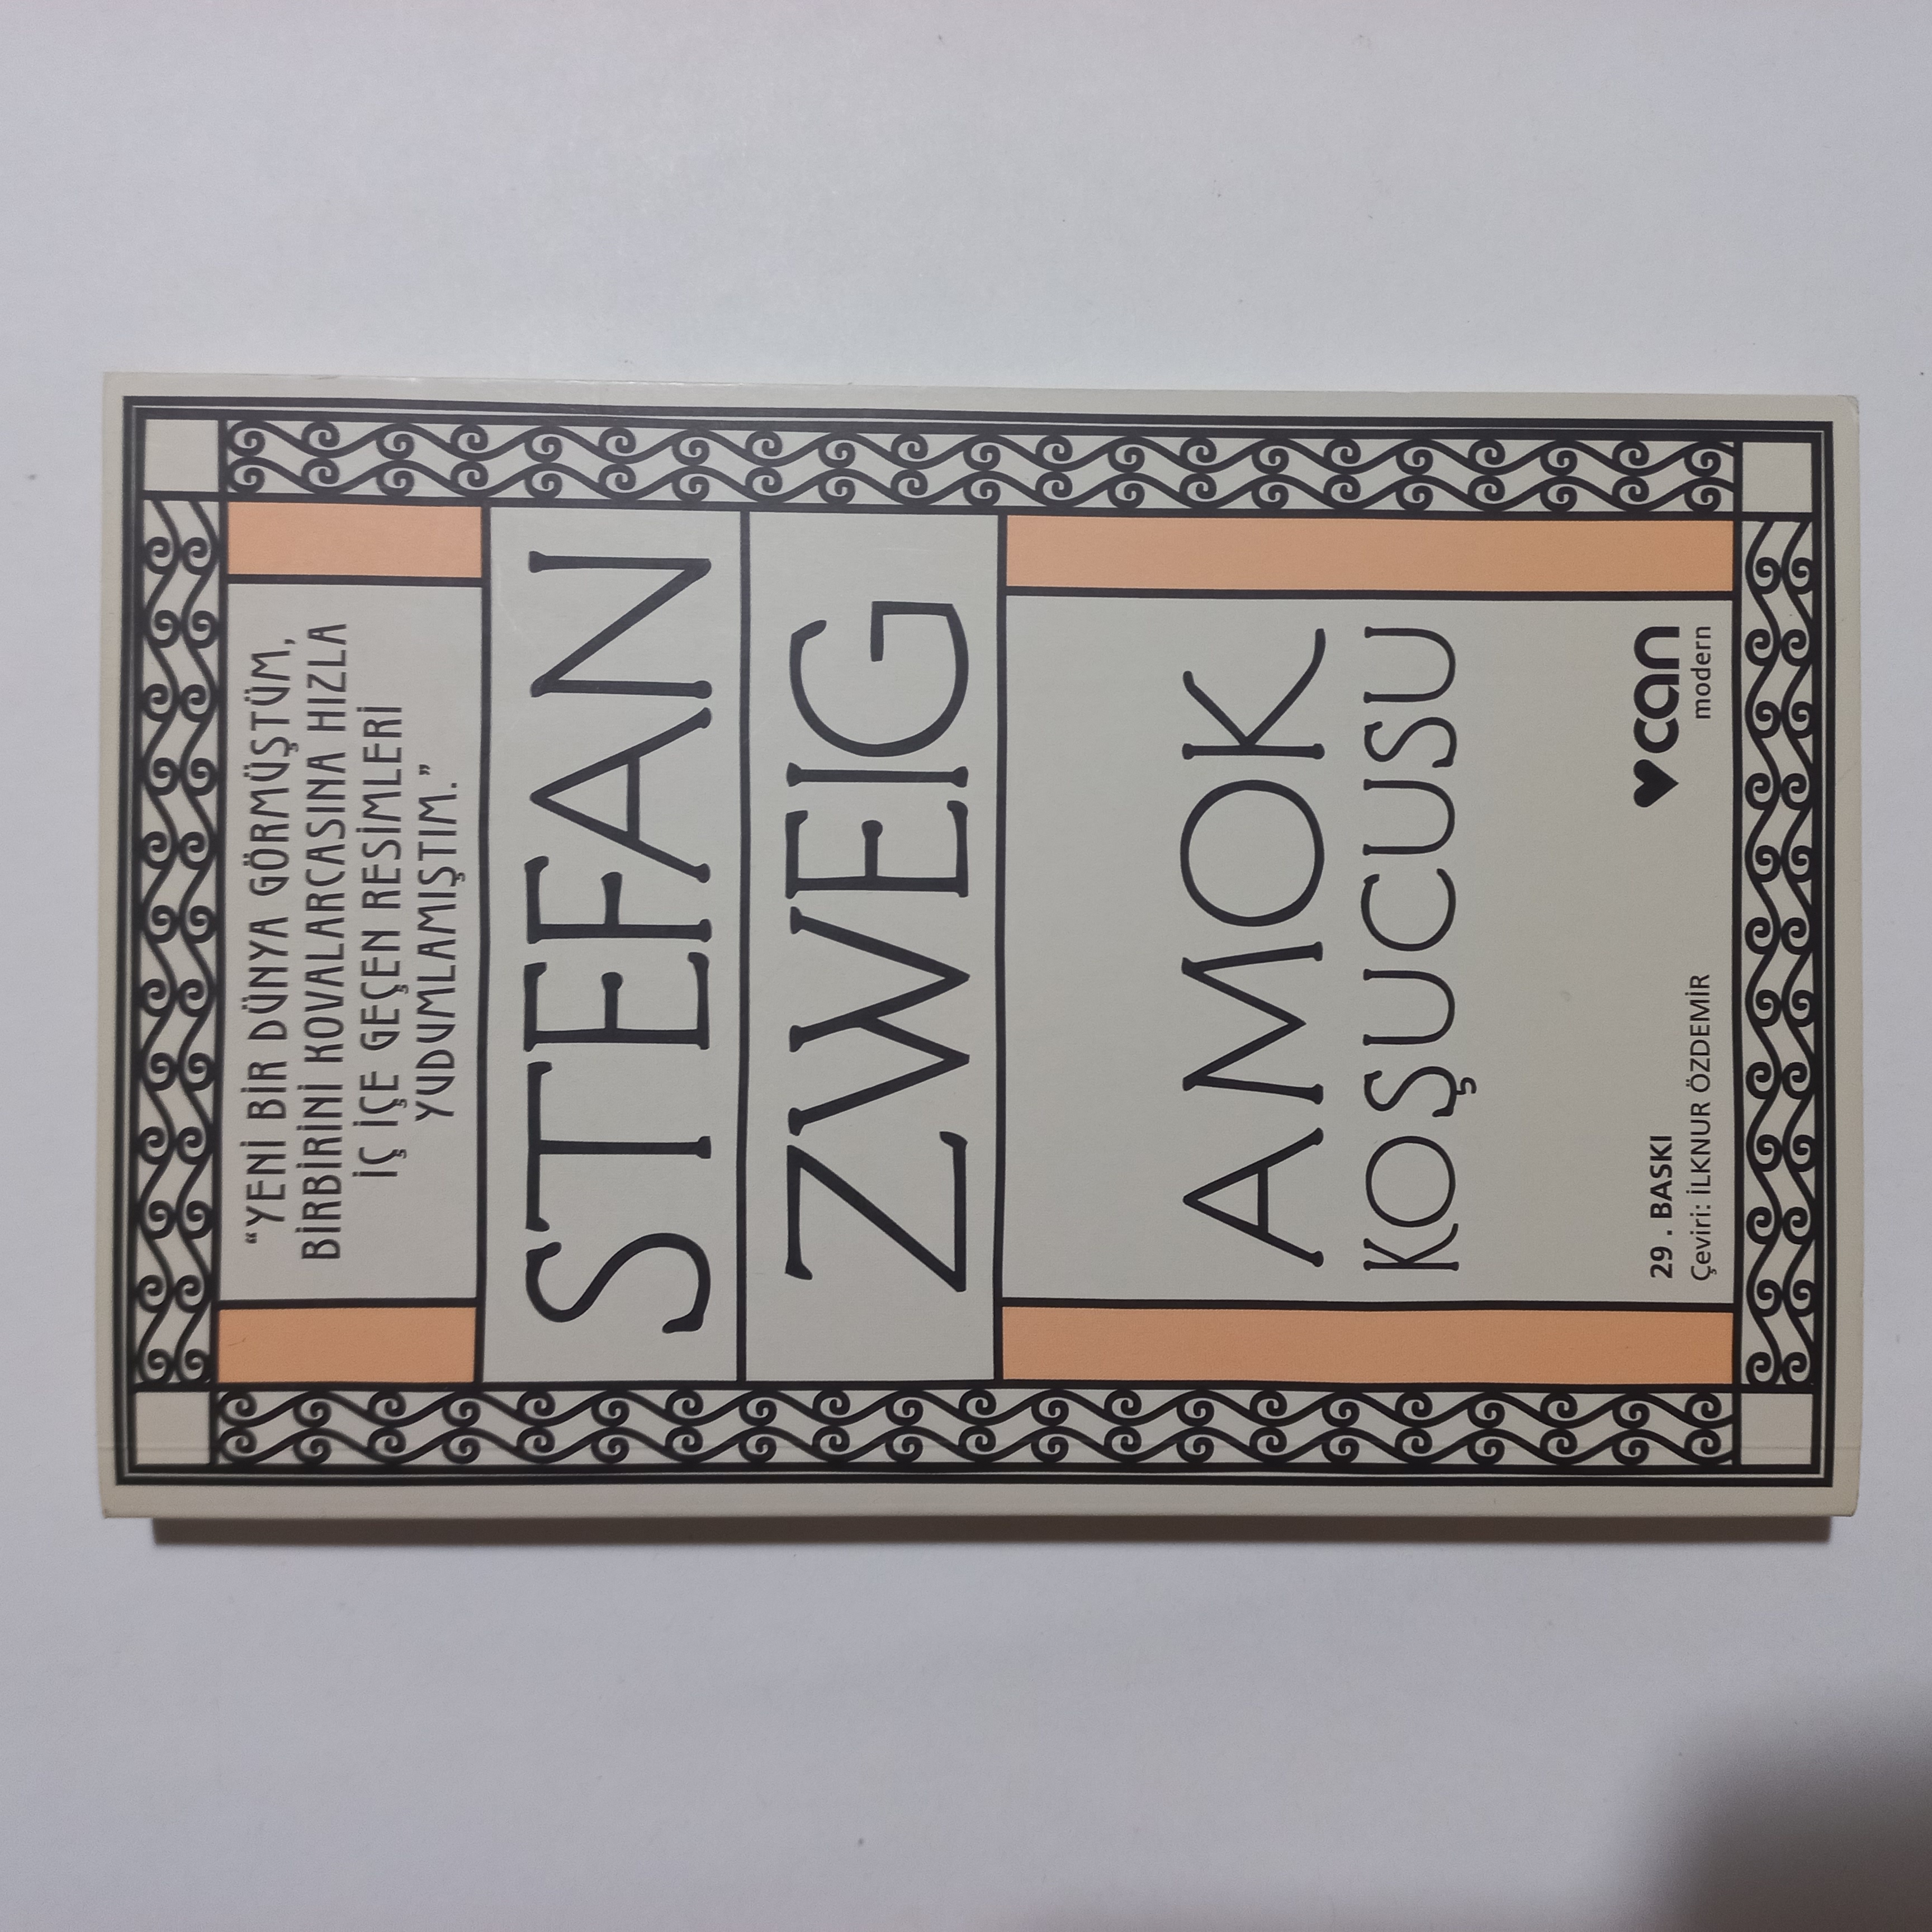 “YENİ BİR DÜNYA GÖRMÜŞTÜM,
BİRBİRİNİ KOVALARCASINA HIZLA
İÇ İÇE GEÇEN RESİMLERİ
YUDUMLAMIŞTIM.”
STEFAN
ZWEIG
AMOK
KOŞUCUSU
29 . BASKI
Çeviri: İLKNUR ÖZDEMİR
can
modern